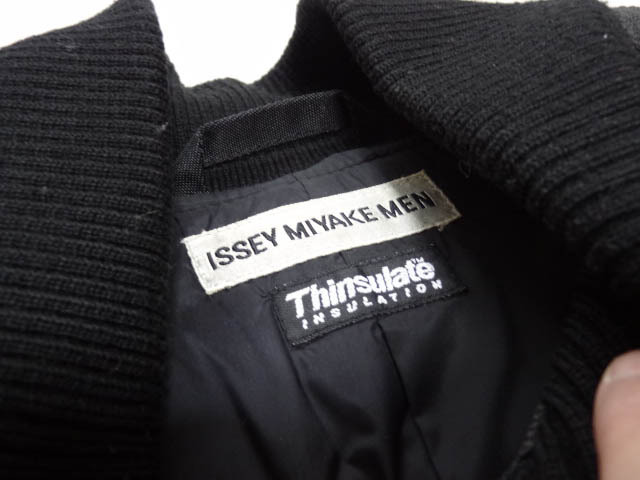 ISSEY MIYAKE MEN
Thinsulate™
INSULATION